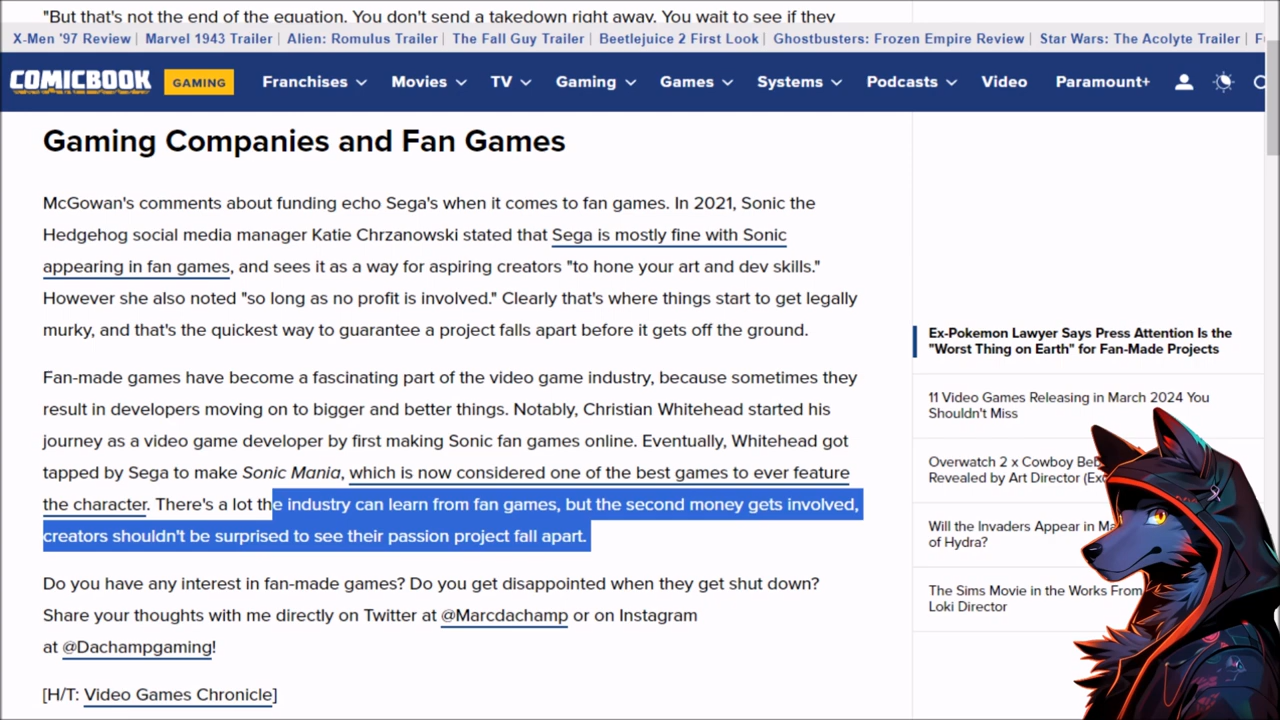 "But that's not the end of the equation. You don't send a takedown right away. You wait to see if they
X-Men '97 Review
Marvel 1943 Trailer
Alien: Romulus Trailer
The Fall Guy Trailer
Beetlejuice 2 First Look
Ghostbusters: Frozen Empire Review
Star Wars: The Acolyte Trailer
COMICBOOK
GAMING
Franchises
Movies
TV
Gaming
Games
Systems
Podcasts
Video
Paramount+
Gaming Companies and Fan Games
McGowan's comments about funding echo Sega's when it comes to fan games. In 2021, Sonic the
Hedgehog social media manager Katie Chrzanowski stated that Sega is mostly fine with Sonic
appearing in fan games, and sees it as a way for aspiring creators "to hone your art and dev skills."
However she also noted "so long as no profit is involved." Clearly that's where things start to get legally
murky, and that's the quickest way to guarantee a project falls apart before it gets off the ground.
Fan-made games have become a fascinating part of the video game industry, because sometimes they
result in developers moving on to bigger and better things. Notably, Christian Whitehead started his
journey as a video game developer by first making Sonic fan games online. Eventually, Whitehead got
tapped by Sega to make Sonic Mania, which is now considered one of the best games to ever feature
the character. There's a lot the industry can learn from fan games, but the second money gets involved,
creators shouldn't be surprised to see their passion project fall apart.
Do you have any interest in fan-made games? Do you get disappointed when they get shut down?
Share your thoughts with me directly on Twitter at @Marcdachamp or on Instagram
at @Dachampgaming!
[H/T: Video Games Chronicle]
Ex-Pokemon Lawyer Says Press Attention Is the
"Worst Thing on Earth" for Fan-Made Projects
11 Video Games Releasing in March 2024 You
Shouldn't Miss
Overwatch 2 x Cowboy
Revealed by Art Director
Will the Invaders Appear in
of Hydra?
The Sims Movie in the Works From
Loki Director